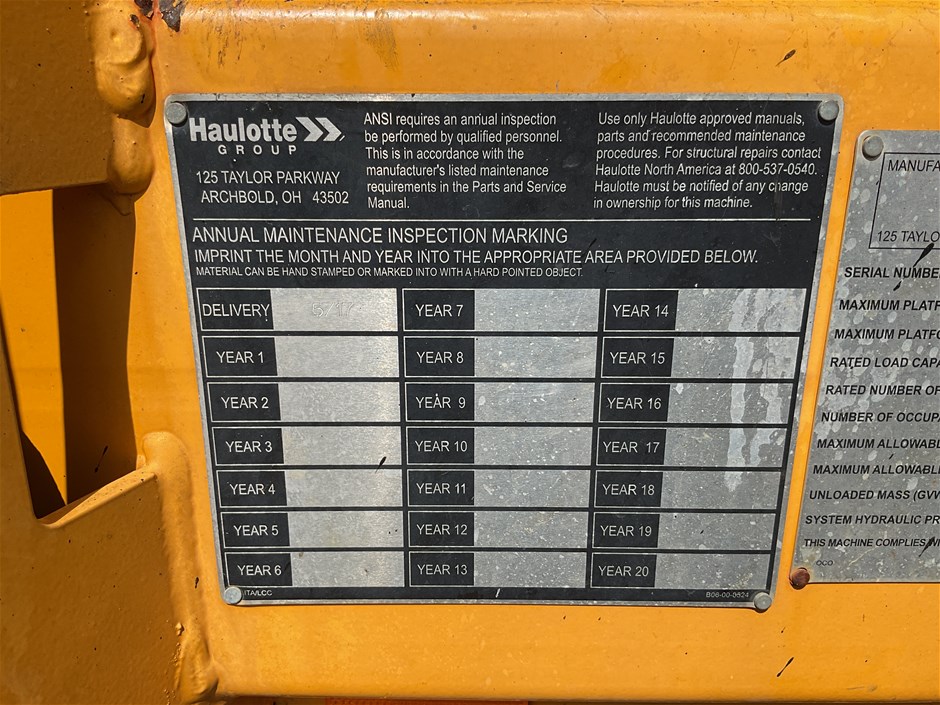 Haulotte
GROUP
125 TAYLOR PARKWAY
ARCHBOLD, OH 43502
ANSI requires an annual inspection
be performed by qualified personnel.
This is in accordance with the
manufacturer's listed maintenance
requirements in the Parts and Service
Manual.
Use only Haulotte approved manuals,
parts and recommended maintenance
procedures. For structural repairs contact
Haulotte North America at 800-537-0540.
Haulotte must be notified of any change
in ownership for this machine.
ANNUAL MAINTENANCE INSPECTION MARKING
IMPRINT THE MONTH AND YEAR INTO THE APPROPRIATE AREA PROVIDED BELOW.
MATERIAL CAN BE HAND STAMPED OR MARKED INTO WITH A HARD POINTED OBJECT.
DELIVERY 5/17 YEAR 7 YEAR 14
YEAR 1 YEAR 8 YEAR 15
YEAR 2 YEAR 9 YEAR 16
YEAR 3 YEAR 10 YEAR 17
YEAR 4 YEAR 11 YEAR 18
YEAR 5 YEAR 12 YEAR 19
YEAR 6 YEAR 13 YEAR 20
ITA/LCC B06-00-0524
MANUFA
125 TAYLO
SERIAL NUMBE
MAXIMUM PLATF
MAXIMUM PLATFO
RATED LOAD CAPA
RATED NUMBER OF
NUMBER OF OCCUPA
MAXIMUM ALLOWABL
MAXIMUM ALLOWABLE
UNLOADED MASS (GVW
SYSTEM HYDRAULIC PR
THIS MACHINE COMPLIES WI
OCO